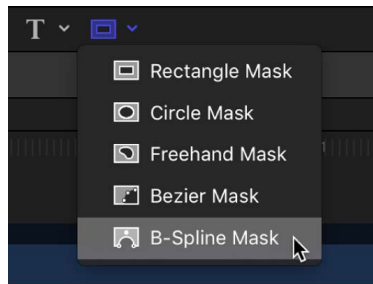 T
Rectangle Mask
Circle Mask
Freehand Mask
Bezier Mask
B-Spline Mask